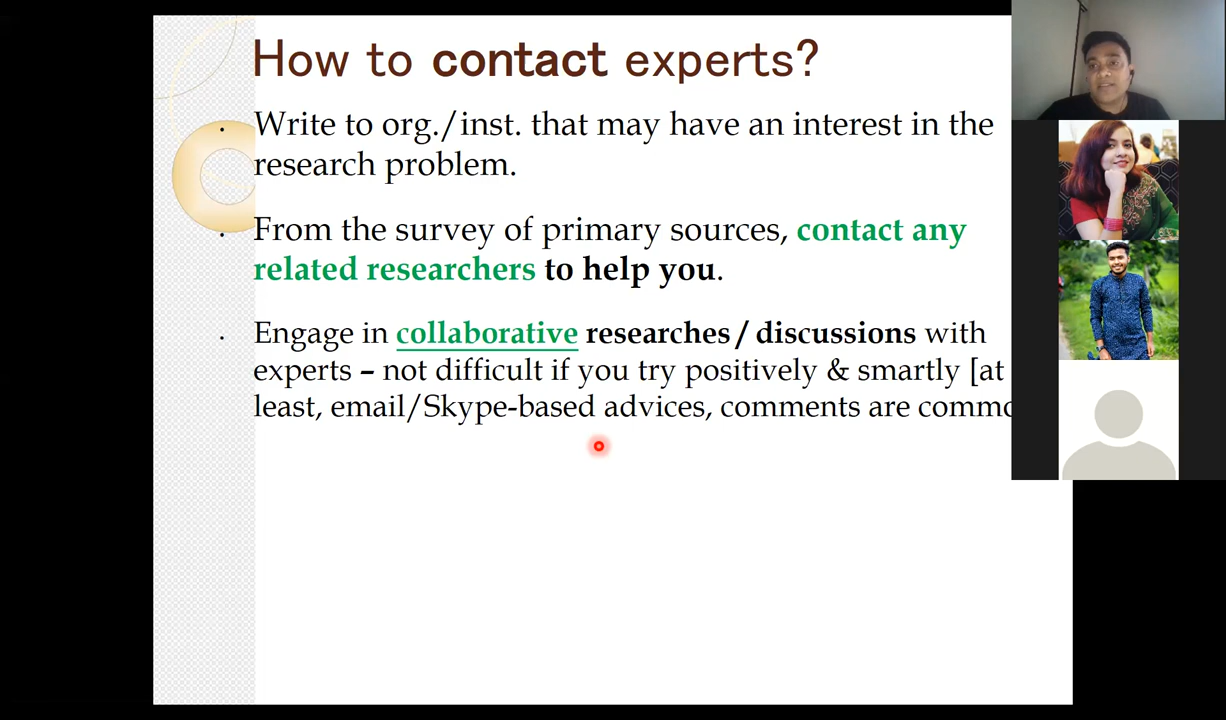 How to contact experts?
Write to org./inst. that may have an interest in the
research problem.
From the survey of primary sources, contact any
related researchers to help you.
Engage in collaborative researches / discussions with
experts – not difficult if you try positively & smartly [at
least, email/Skype-based advices, comments are